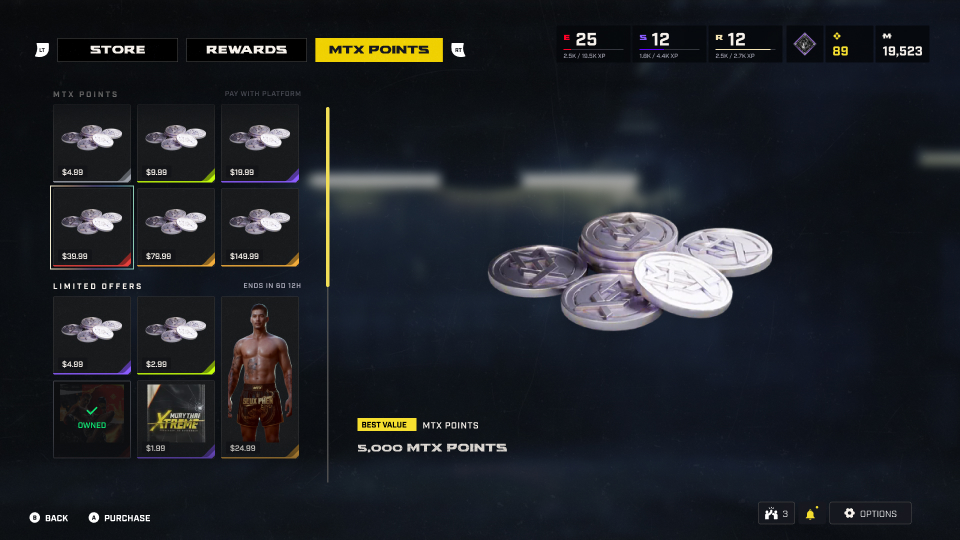 LT
STORE
REWARDS
MTX POINTS
RT
E 25
2.5K / 19.5K XP
S 12
1.8K / 4.4K XP
R 12
2.5K / 2.7K XP
89
M
19,523
MTX POINTS
PAY WITH PLATFORM
$4.99
$9.99
$19.99
$39.99
$79.99
$149.99
LIMITED OFFERS
ENDS IN 6D 12H
$4.99
$2.99
OWNED
MUAYTHAI
XTREME
$1.99
$24.99
BEST VALUE
MTX POINTS
5,000 MTX POINTS
B BACK
A PURCHASE
3
OPTIONS